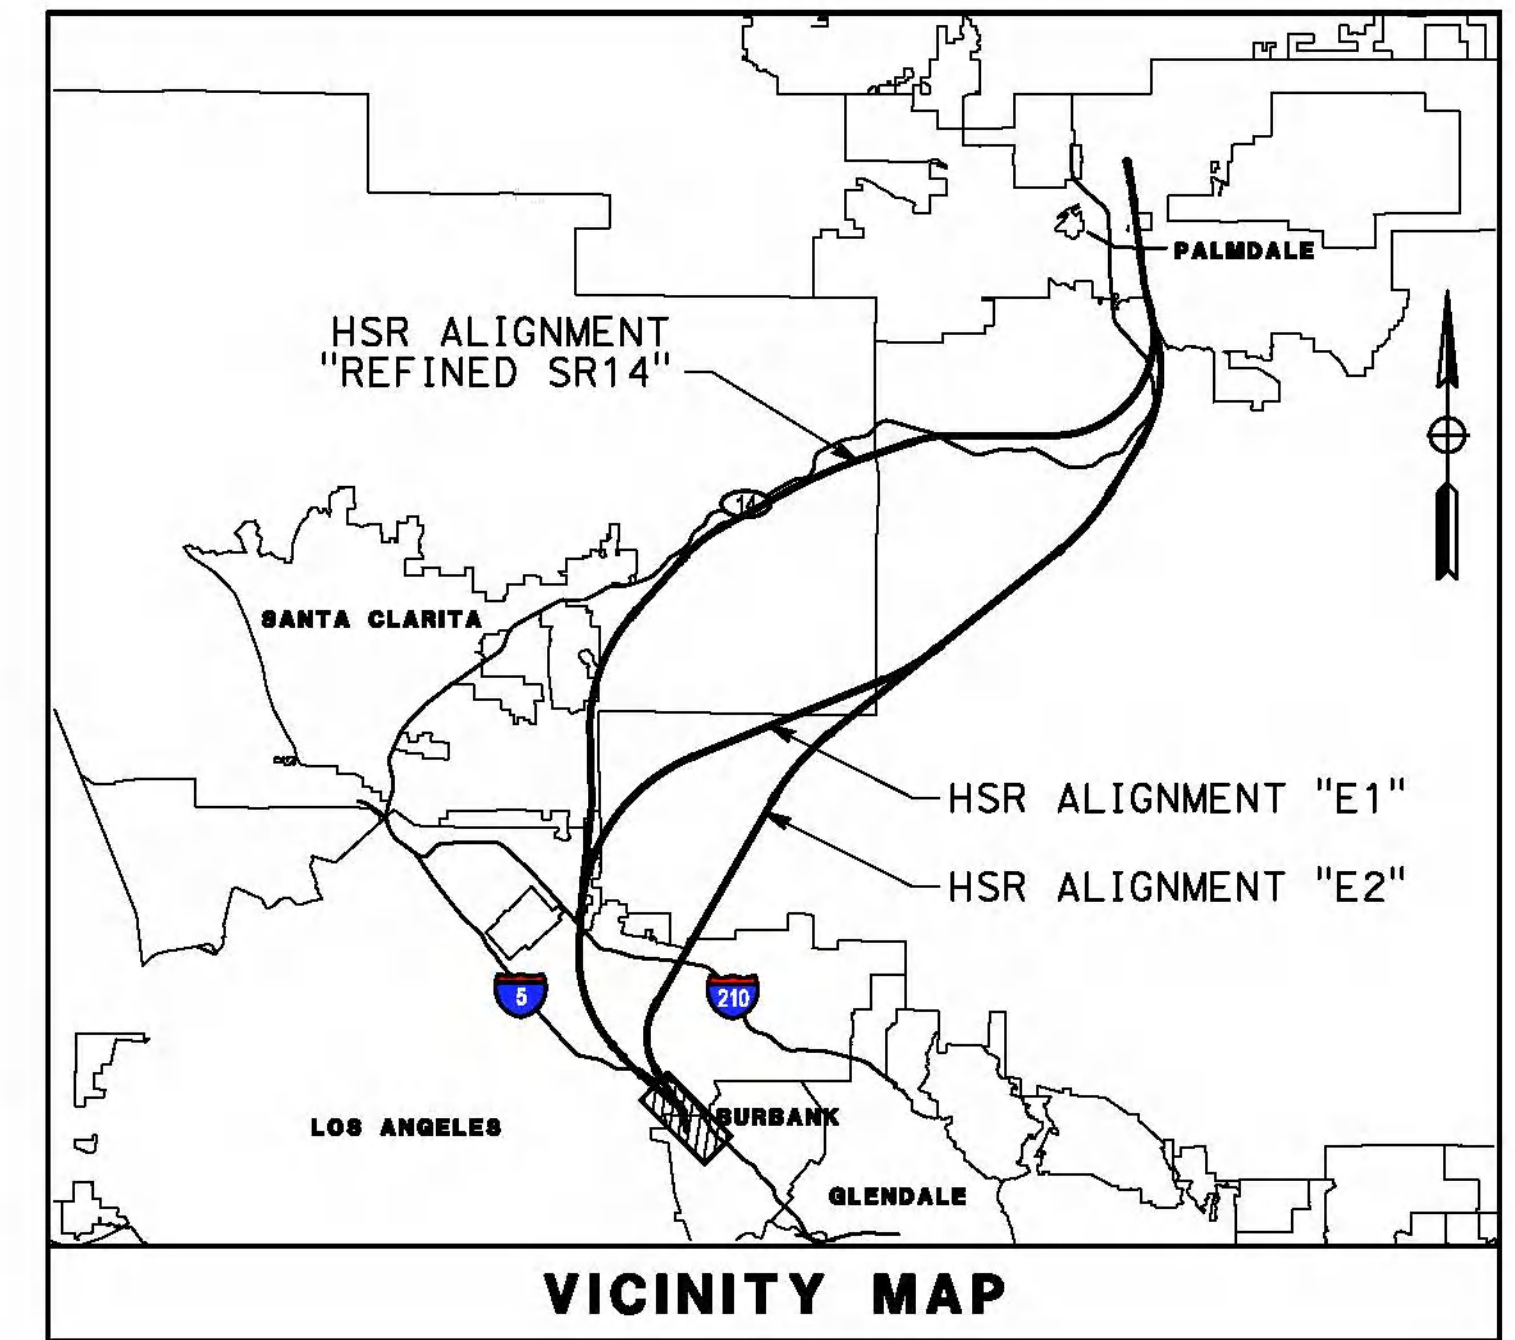 PALMDALE
HSR ALIGNMENT
"REFINED SR14"
14
SANTA CLARITA
HSR ALIGNMENT "E1"
HSR ALIGNMENT "E2"
5
210
LOS ANGELES
BURBANK
GLENDALE
VICINITY MAP